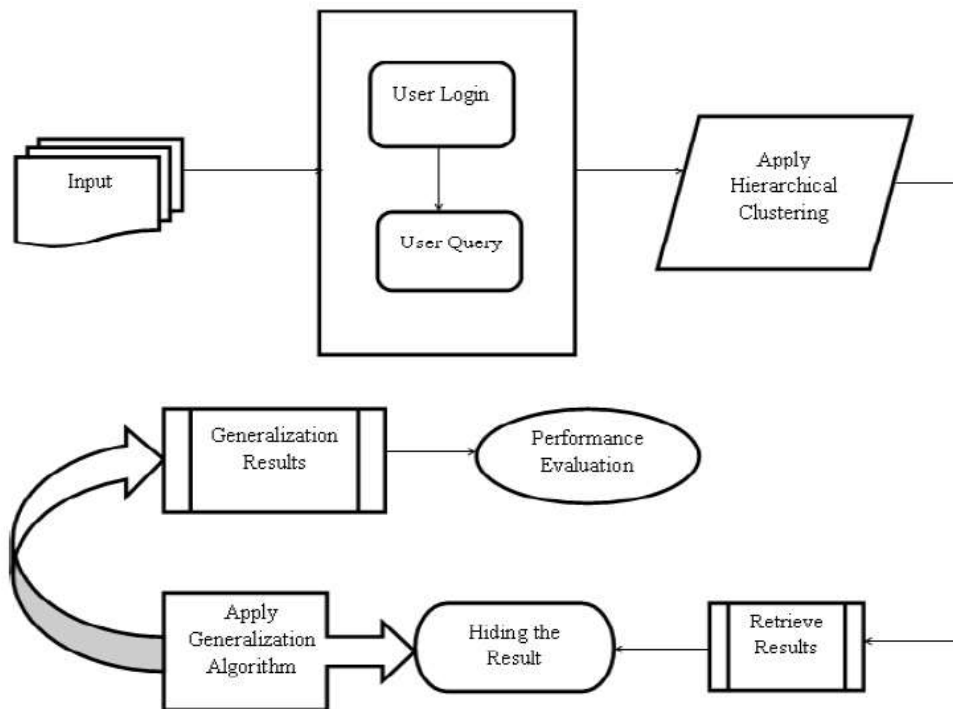 User Login
Input
User Query
Apply
Hierarchical
Clustering
Generalization
Results
Performance
Evaluation
Apply
Generalization
Algorithm
Hiding the
Result
Retrieve
Results